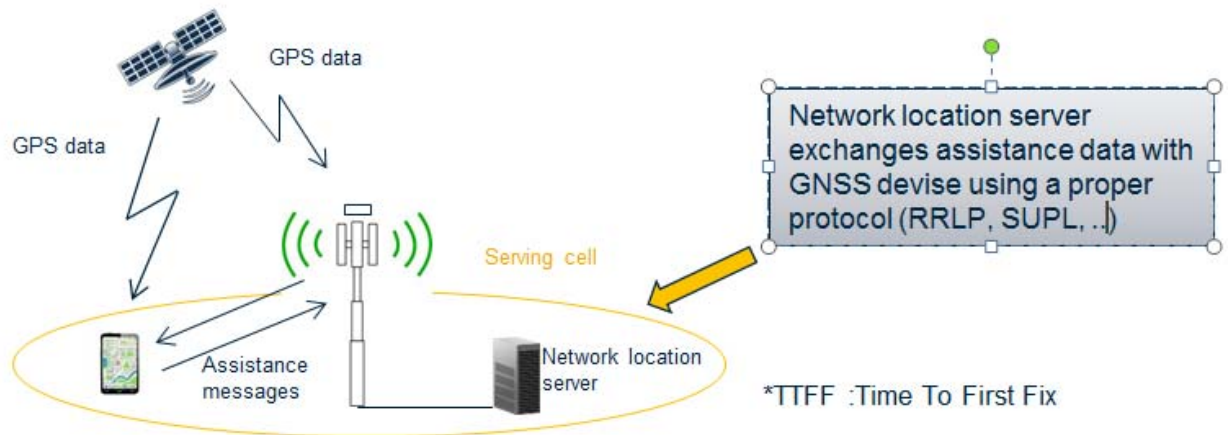 GPS data
GPS data
Network location server
exchanges assistance data with
GNSS devise using a proper
protocol (RRLP, SUPL, ..)
Serving cell
Assistance
messages
Network location
server
*TTFF :Time To First Fix